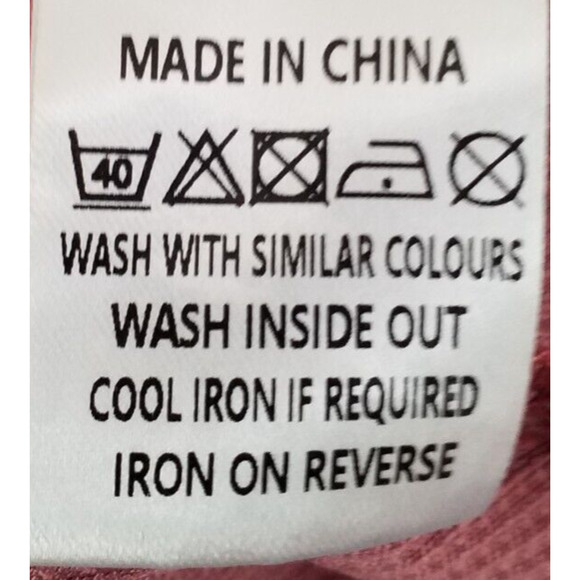 MADE IN CHINA
40
WASH WITH SIMILAR COLOURS
WASH INSIDE OUT
COOL IRON IF REQUIRED
IRON ON REVERSE